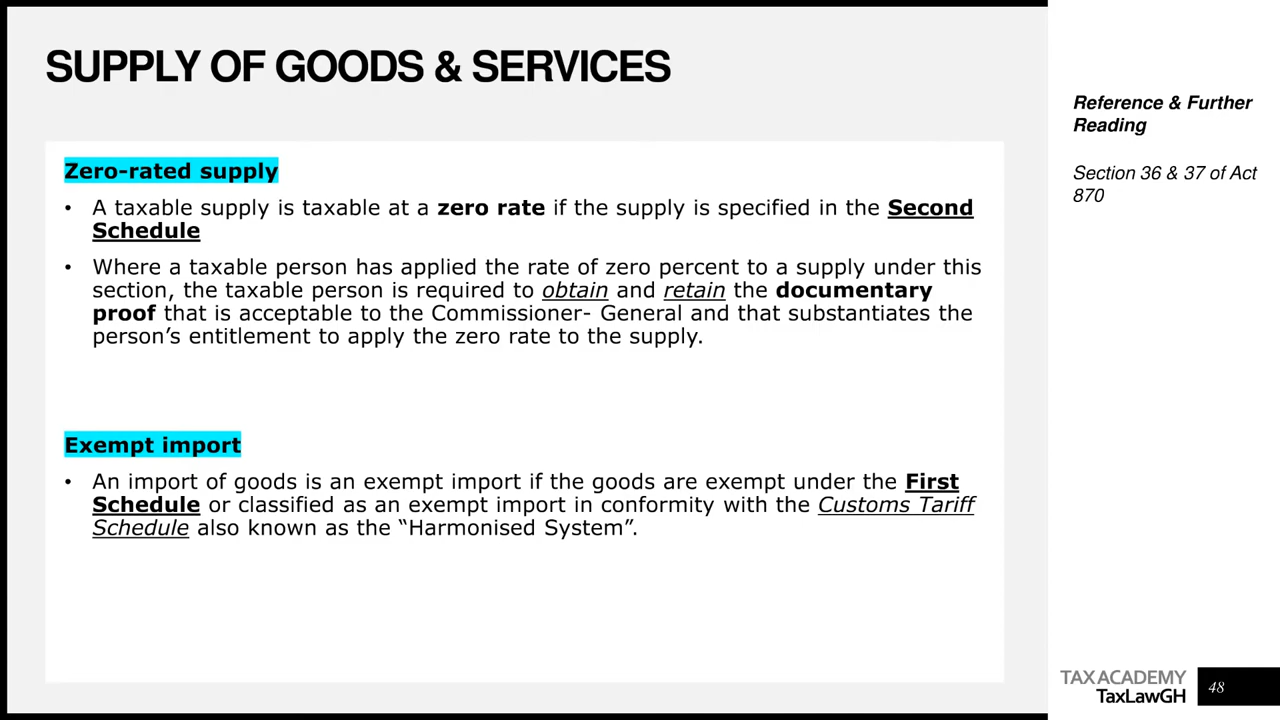 SUPPLY OF GOODS & SERVICES
Zero-rated supply
• A taxable supply is taxable at a zero rate if the supply is specified in the Second
Schedule
• Where a taxable person has applied the rate of zero percent to a supply under this
section, the taxable person is required to obtain and retain the documentary
proof that is acceptable to the Commissioner- General and that substantiates the
person’s entitlement to apply the zero rate to the supply.
Exempt import
• An import of goods is an exempt import if the goods are exempt under the First
Schedule or classified as an exempt import in conformity with the Customs Tariff
Schedule also known as the “Harmonised System”.
Reference & Further
Reading
Section 36 & 37 of Act
870
TAX ACADEMY
TaxLawGH
48